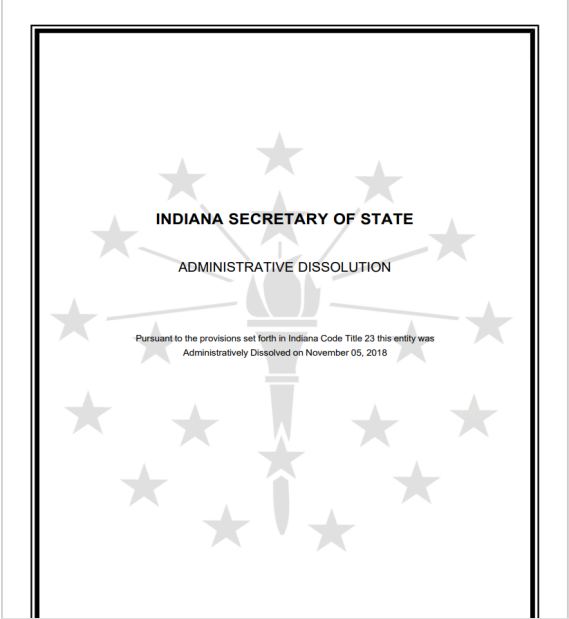 INDIANA SECRETARY OF STATE
ADMINISTRATIVE DISSOLUTION
Pursuant to the provisions set forth in Indiana Code Title 23 this entity was
Administratively Dissolved on November 05, 2018